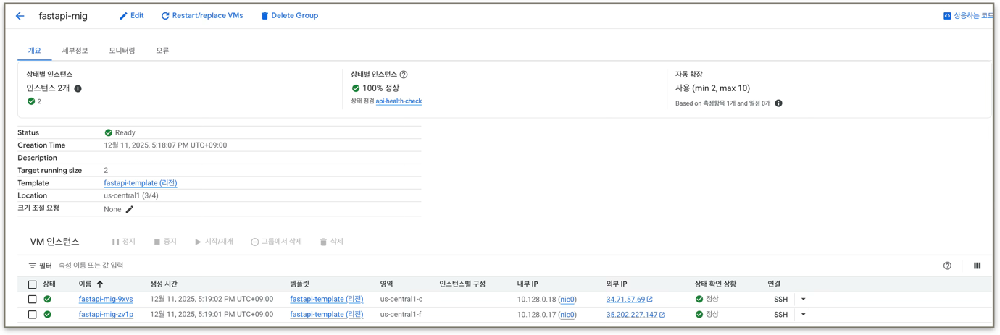 fastapi-mig Edit Restart/replace VMs Delete Group 상응하는 코드
개요 세부정보 모니터링 오류
상태별 인스턴스 상태별 인스턴스 자동 확장
인스턴스 2개 100% 정상 사용 (min 2, max 10)
2 상태 점검 api-health-check Based on 측정항목 1개 and 일정 0개
Status Ready
Creation Time 12월 11, 2025, 5:18:07 PM UTC+09:00
Description
Target running size 2
Template fastapi-template (리전)
Location us-central1 (3/4)
크기 조절 요청 None
VM 인스턴스 정지 중지 시작/재개 그룹에서 삭제 삭제
필터 속성 이름 또는 값 입력
상태 이름 생성 시간 템플릿 영역 인스턴스별 구성 내부 IP 외부 IP 상태 확인 상황 연결
fastapi-mig-9xvs 12월 11, 2025, 5:19:02 PM UTC+09:00 fastapi-template (리전) us-central1-c 10.128.0.18 (nic0) 34.71.57.69 정상 SSH
fastapi-mig-zv1p 12월 11, 2025, 5:19:01 PM UTC+09:00 fastapi-template (리전) us-central1-f 10.128.0.17 (nic0) 35.202.227.147 정상 SSH